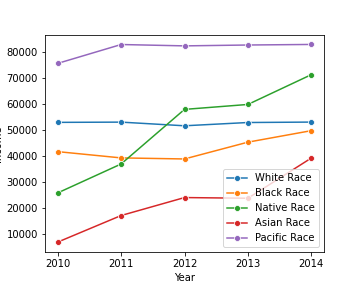 80000
70000
60000
50000
40000
30000
20000
10000
2010 2011 2012 2013 2014
Year
White Race
Black Race
Native Race
Asian Race
Pacific Race